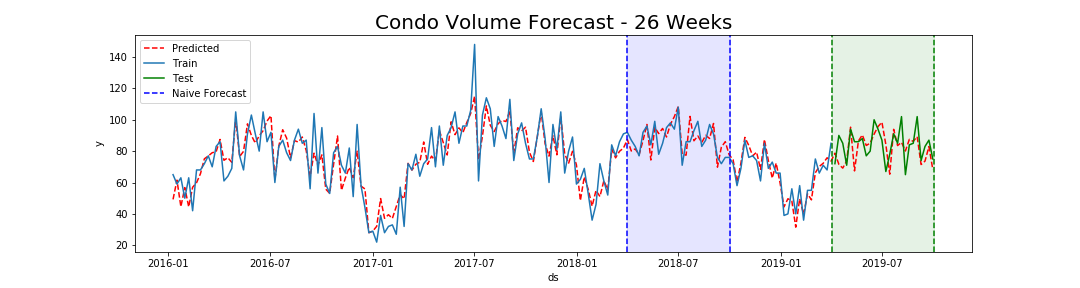 Condo Volume Forecast - 26 Weeks
Predicted
Train
Test
Naive Forecast
y
140
120
100
80
60
40
20
2016-01 2016-07 2017-01 2017-07 2018-01 2018-07 2019-01 2019-07
ds